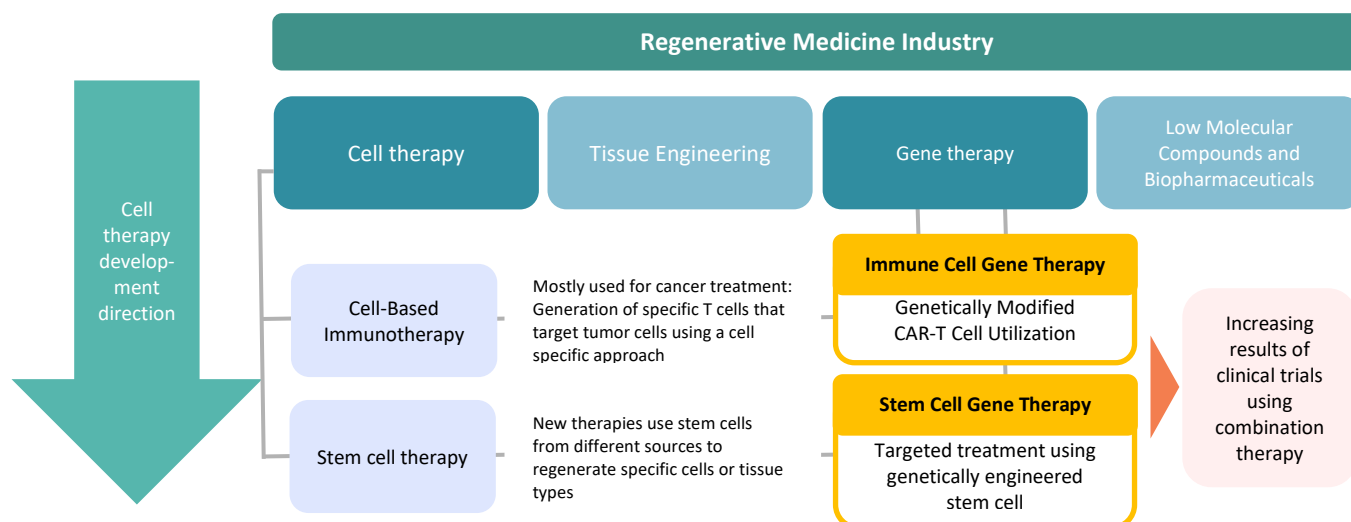 Regenerative Medicine Industry
Cell therapy
Tissue Engineering
Gene therapy
Low Molecular
Compounds and
Biopharmaceuticals
Cell
therapy
develop-
ment
direction
Cell-Based
Immunotherapy
Mostly used for cancer treatment:
Generation of specific T cells that
target tumor cells using a cell
specific approach
Immune Cell Gene Therapy
Genetically Modified
CAR-T Cell Utilization
Stem cell therapy
New therapies use stem cells
from different sources to
regenerate specific cells or tissue
types
Stem Cell Gene Therapy
Targeted treatment using
genetically engineered
stem cell
Increasing
results of
clinical trials
using
combination
therapy